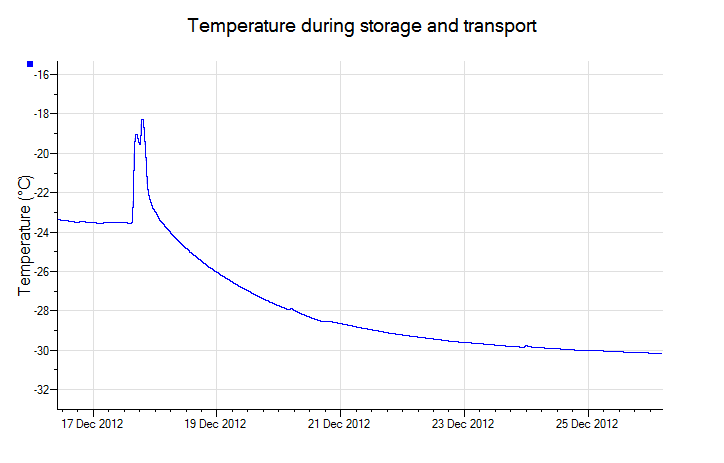 Temperature during storage and transport
Temperature (°C)
-16
-18
-20
-22
-24
-26
-28
-30
-32
17 Dec 2012
19 Dec 2012
21 Dec 2012
23 Dec 2012
25 Dec 2012